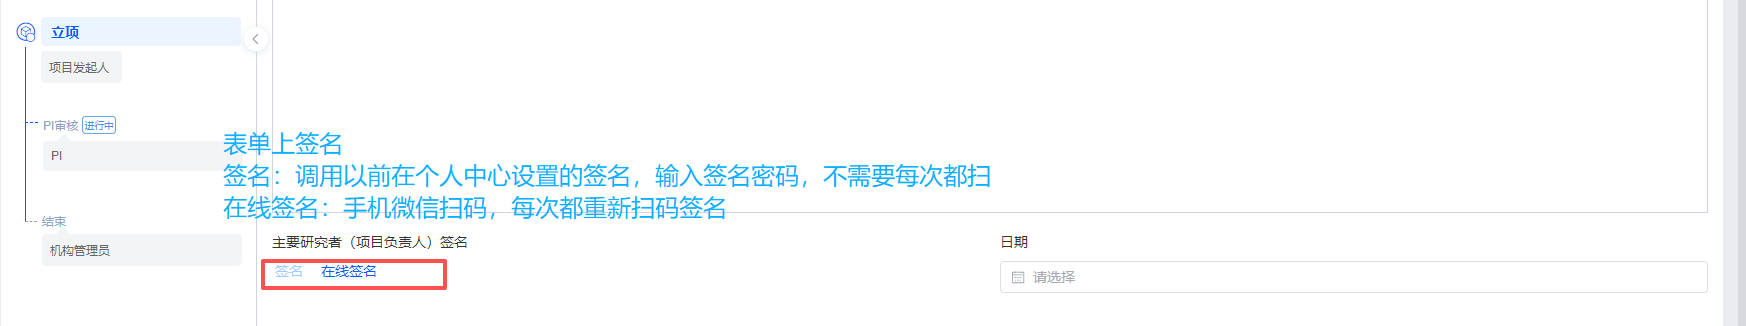 立项
项目发起人
PI审核 进行中
PI
结束
机构管理员
表单上签名
签名：调用以前在个人中心设置的签名，输入签名密码，不需要每次都扫
在线签名：手机微信扫码，每次都重新扫码签名
主要研究者（项目负责人）签名
签名 在线签名
日期
请选择